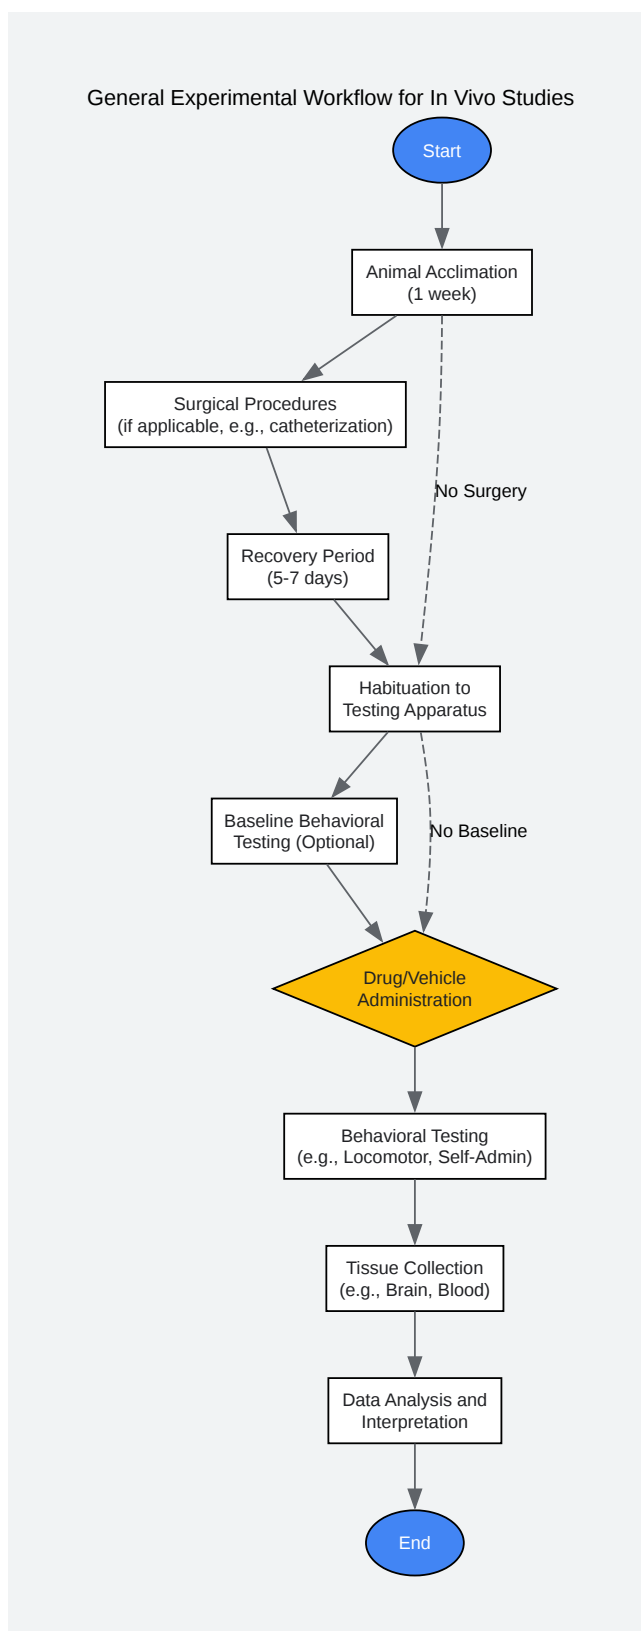 General Experimental Workflow for In Vivo Studies
Start
Animal Acclimation
(1 week)
Surgical Procedures
(if applicable, e.g., catheterization)
No Surgery
Recovery Period
(5-7 days)
Habituation to
Testing Apparatus
Baseline Behavioral
Testing (Optional)
No Baseline
Drug/Vehicle
Administration
Behavioral Testing
(e.g., Locomotor, Self-Admin)
Tissue Collection
(e.g., Brain, Blood)
Data Analysis and
Interpretation
End